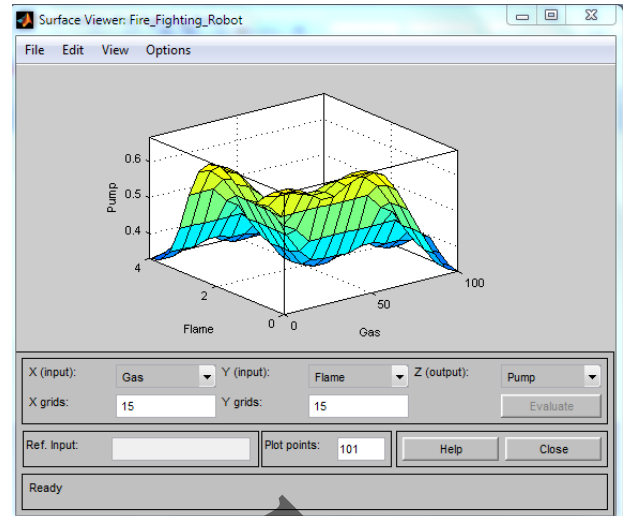 Surface Viewer: Fire_Fighting_Robot
File Edit View Options
0.6
0.5
0.4
Pump
4
2
0
Flame
0
50
100
Gas
X (input): Gas Y (input): Flame Z (output): Pump
X grids: 15 Y grids: 15 Evaluate
Ref. Input: Plot points: 101 Help Close
Ready